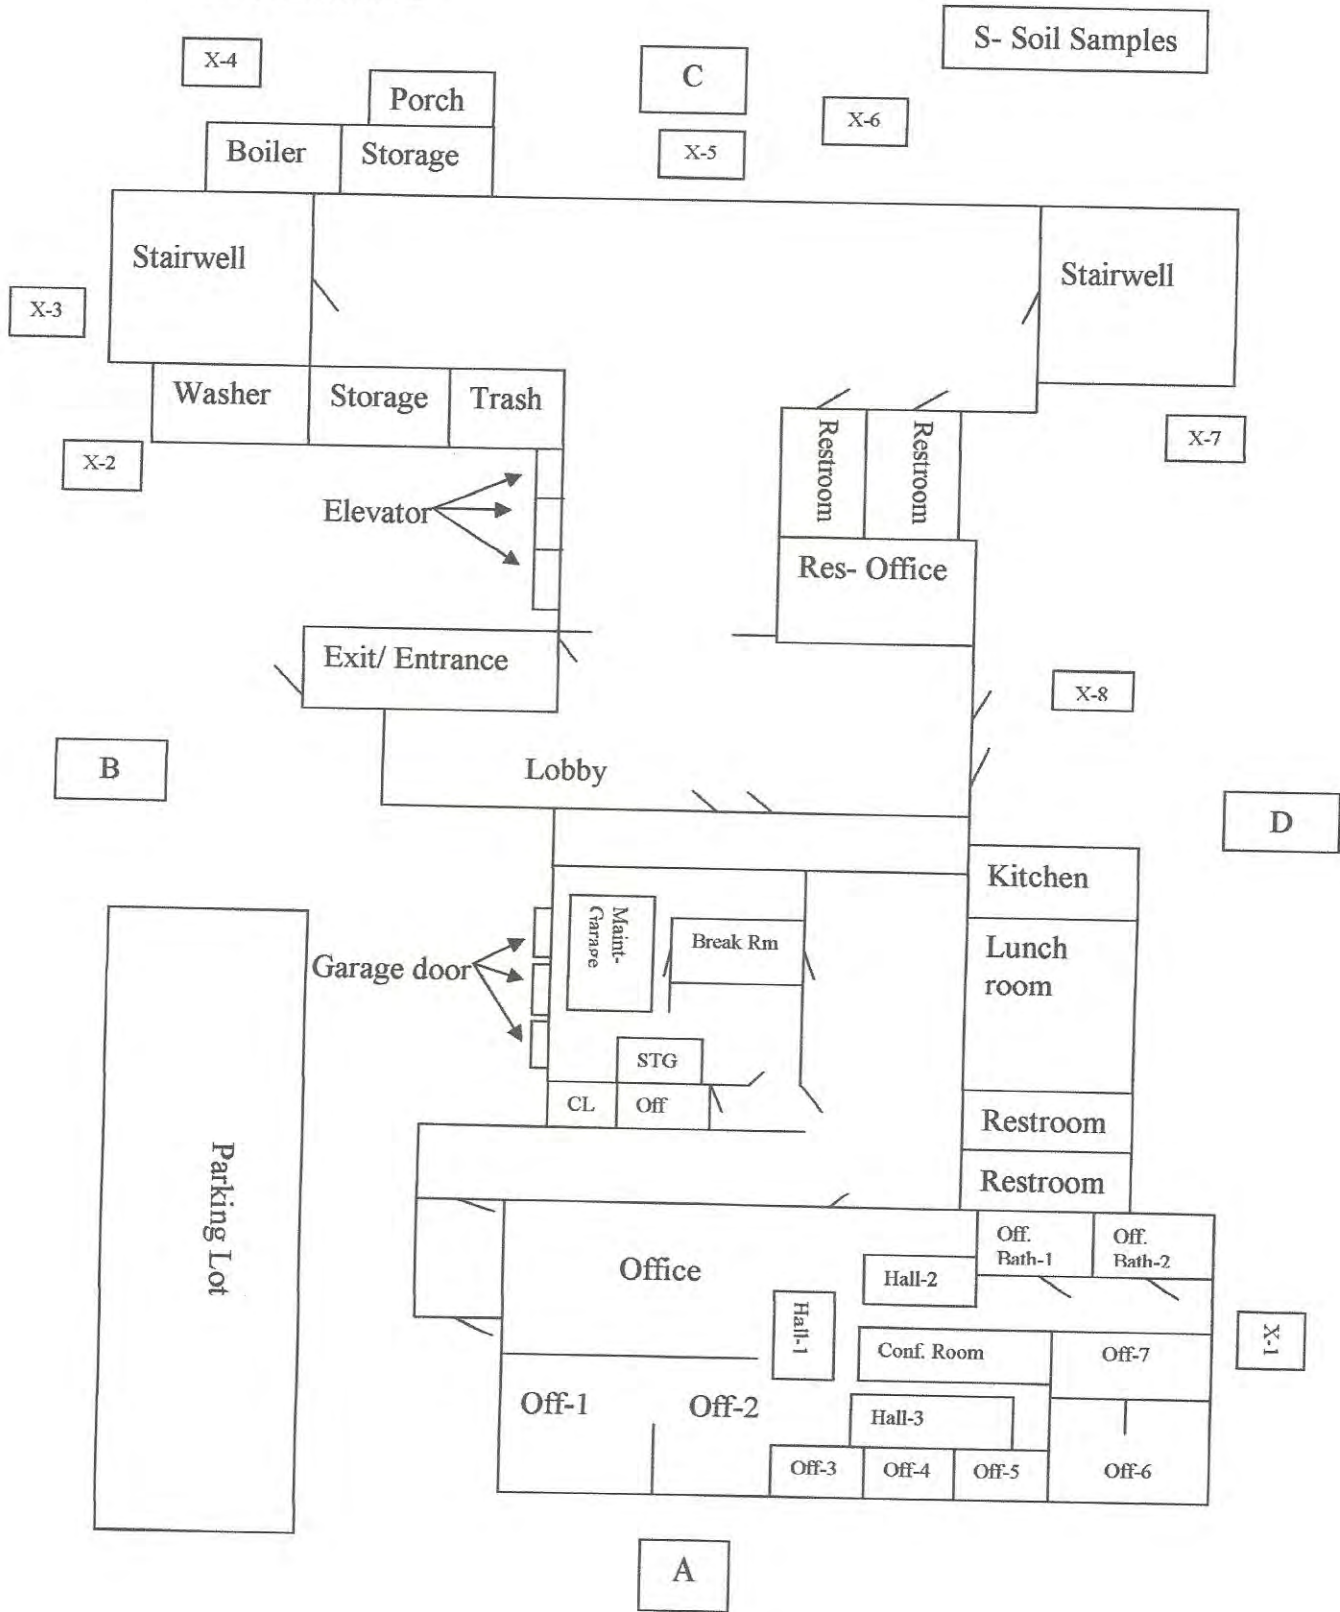 S- Soil Samples
X-4
C
Porch
X-6
Boiler
Storage
X-5
Stairwell
Stairwell
X-3
Washer
Storage
Trash
X-7
Restroom
Restroom
X-2
Elevator
Res- Office
Exit/ Entrance
X-8
B
Lobby
D
Kitchen
Maint-
Garage
Break Rm
Lunch
room
Garage door
STG
CL
Off
Restroom
Parking Lot
Restroom
Off.
Bath-1
Off.
Bath-2
Office
Hall-2
Hall-1
X-1
Conf. Room
Off-7
Off-1
Off-2
Hall-3
Off-3
Off-4
Off-5
Off-6
A